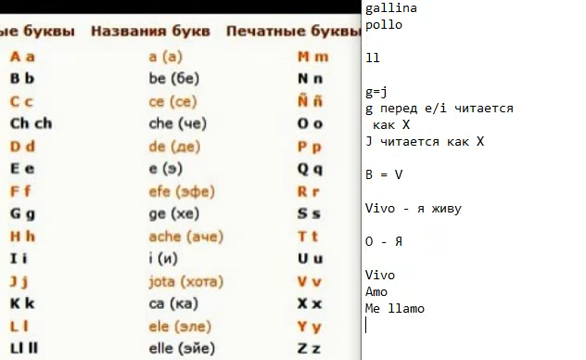 ые буквы Названия букв Печатные буквы
A a a (а) M m
B b be (бе) N n
C c ce (се) Ñ ñ
Ch ch che (че) O o
D d de (де) P p
E e e (э) Q q
F f efe (эфе) R r
G g ge (хе) S s
H h ache (аче) T t
I i i (и) U u
J j jota (хота) V v
K k ca (ка) X x
L l ele (эле) Y y
Ll ll elle (эйе) Z z
gallina
pollo
ll
g=j
g перед e/i читается
как X
J читается как X
B = V
Vivo - я живу
О - Я
Vivo
Amo
Me llamo